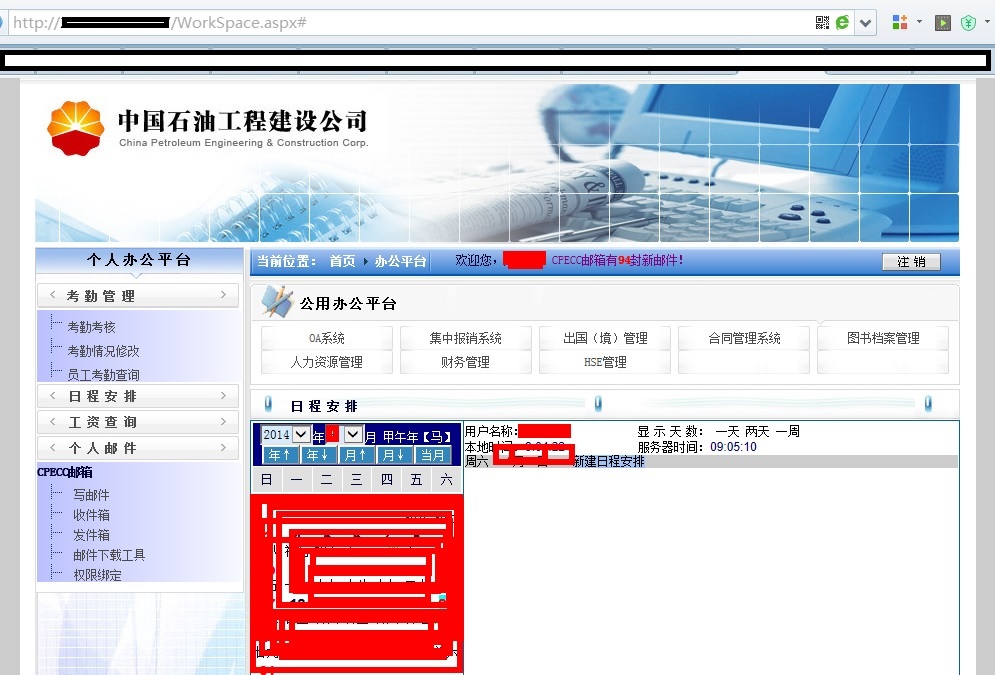 http:// /WorkSpace.aspx#
中国石油工程建设公司
China Petroleum Engineering & Construction Corp.
个人办公平台
当前位置： 首页 办公平台 欢迎您， CPECC邮箱有94封新邮件！ 注 销
考勤管理
考勤考核
考勤情况修改
员工考勤查询
日程安排
工资查询
个人邮件
CPECC邮箱
写邮件
收件箱
发件箱
邮件下载工具
权限绑定
公用办公平台
OA系统 集中报销系统 出国（境）管理 合同管理系统 图书档案管理
人力资源管理 财务管理 HSE管理
日程安排
2014 年 月 甲午年【马】
年↑ 年↓ 月↑ 月↓ 当月
日 一 二 三 四 五 六
用户名称： 显示天数： 一天 两天 一周
本地时间 服务器时间：09:05:10
周六 新建日程安排